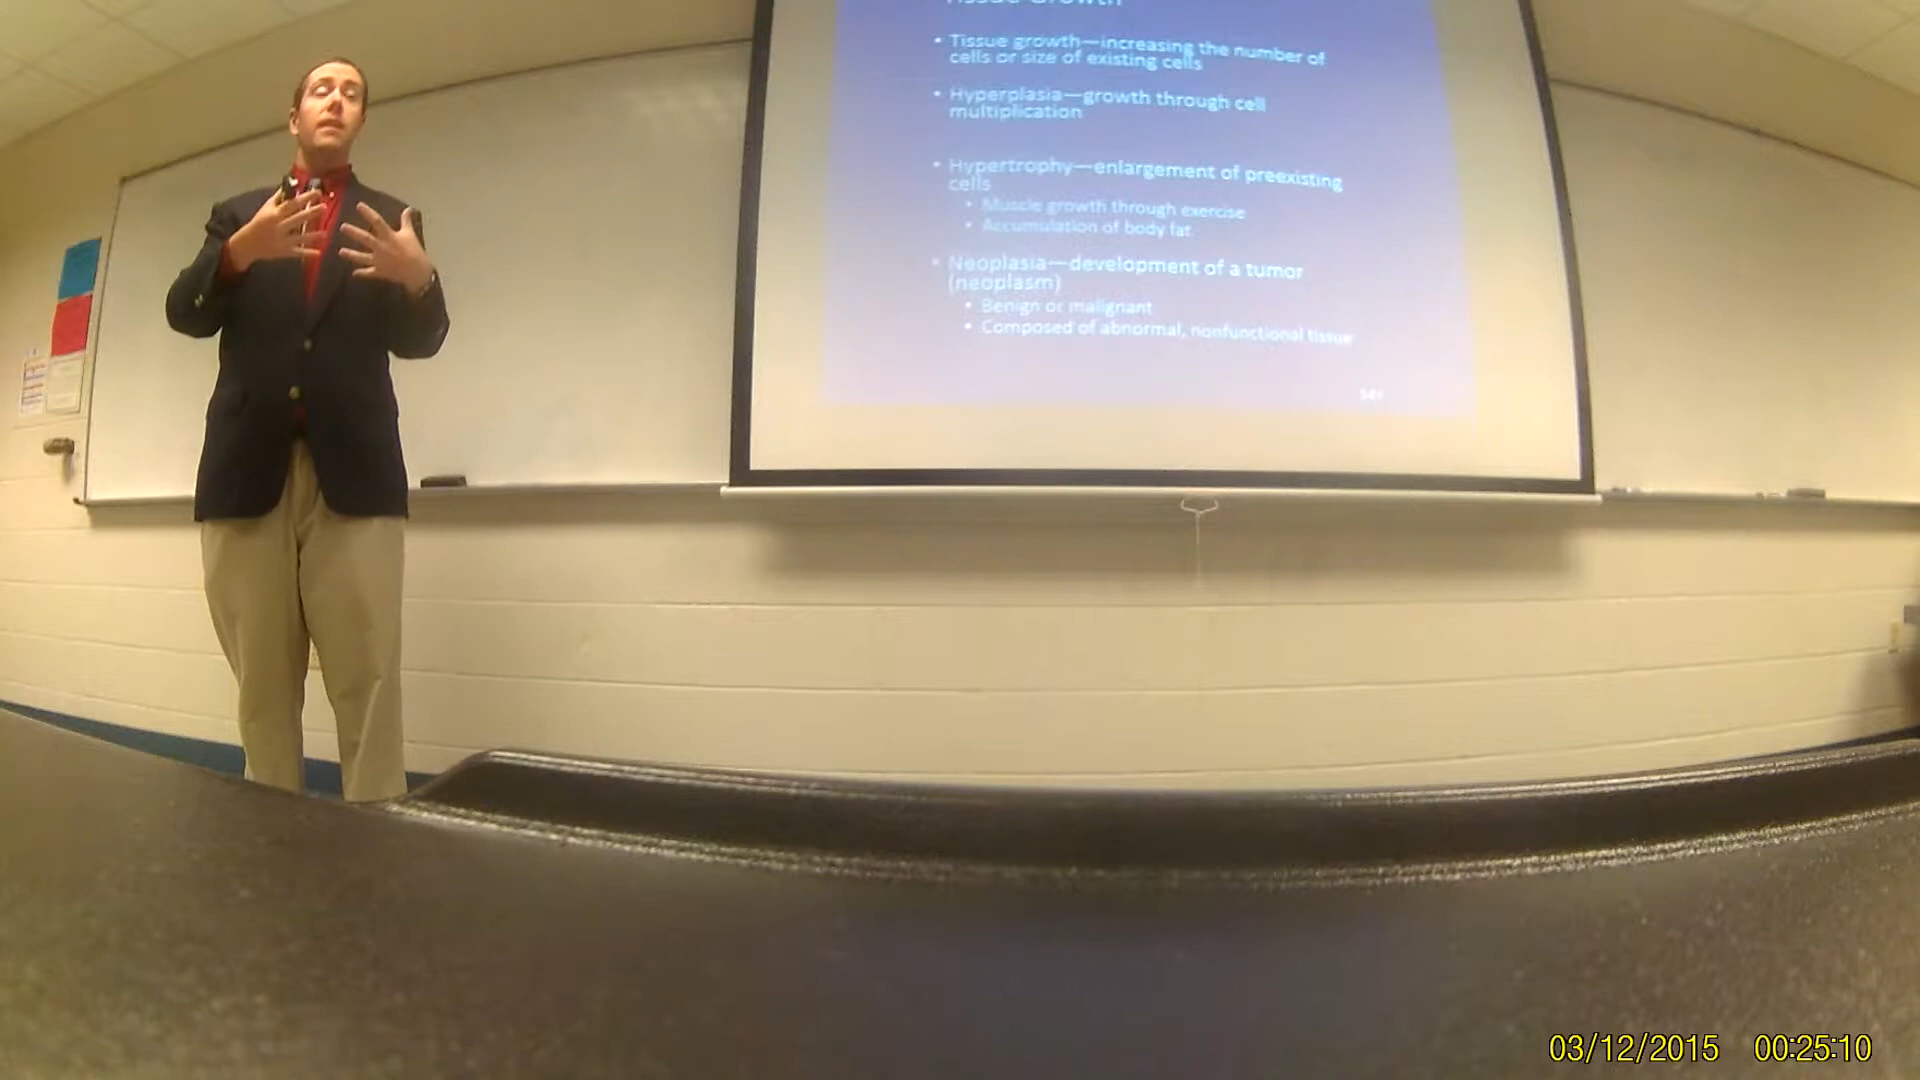 Tissue Growth
• Tissue growth—increasing the number of
cells or size of existing cells
• Hyperplasia—growth through cell
multiplication
• Hypertrophy—enlargement of preexisting
cells
• Muscle growth through exercise
• Accumulation of body fat
• Neoplasia—development of a tumor
(neoplasm)
• Benign or malignant
• Composed of abnormal, nonfunctional tissue
03/12/2015 00:25:10